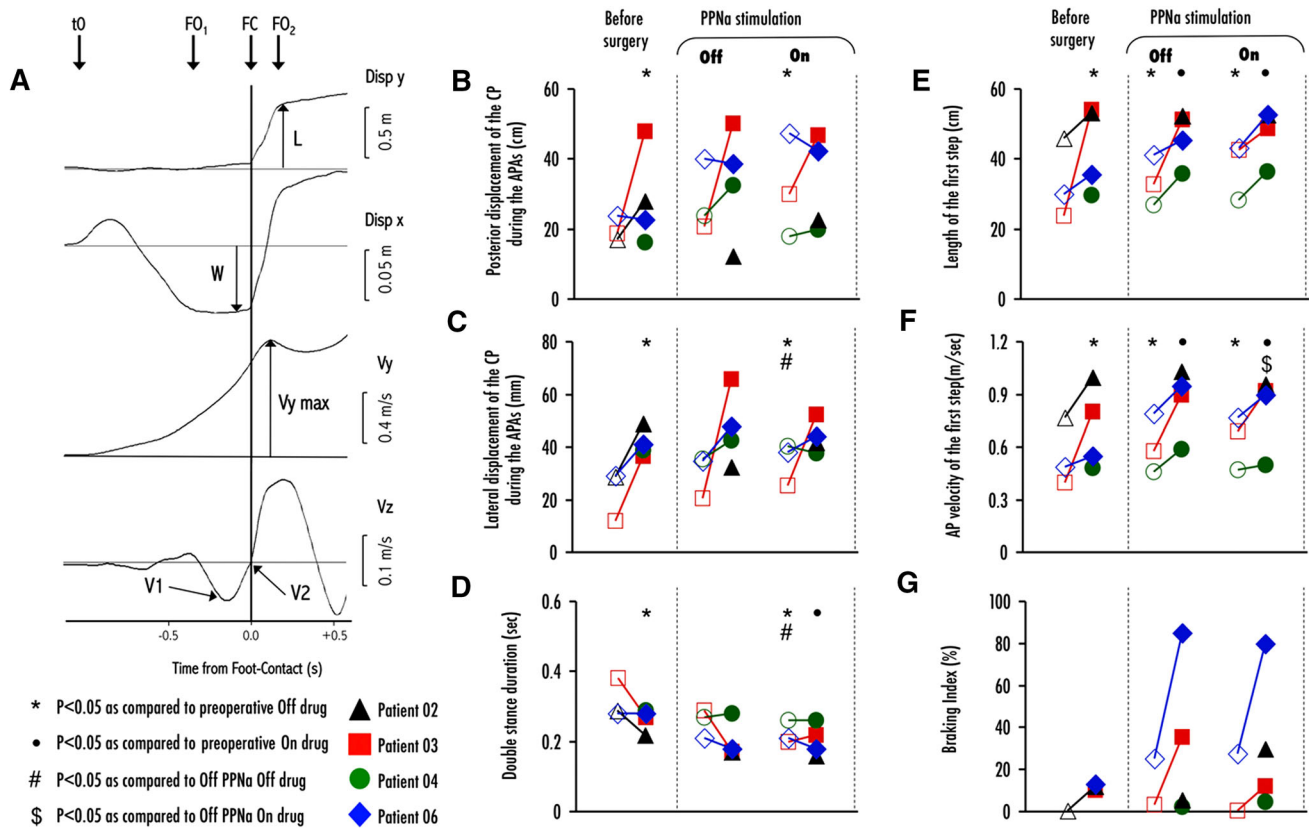 t0 FO1 FC FO2
A
Disp y
0.5 m
L
Disp x
0.05 m
W
Vy
0.4 m/s
Vy max
Vz
0.1 m/s
V1
V2
-0.5 0.0 +0.5
Time from Foot-Contact (s)
* P<0.05 as compared to preoperative Off drug
• P<0.05 as compared to preoperative On drug
# P<0.05 as compared to Off PPNa Off drug
$ P<0.05 as compared to Off PPNa On drug
Patient 02
Patient 03
Patient 04
Patient 06
Before
surgery
PPNa stimulation
Off On
B
* *
Posterior displacement of the CP
during the APAs (cm)
60
40
20
0
C
* *
#
Lateral displacement of the CP
during the APAs (mm)
80
60
40
20
0
D
* * •
#
Double stance duration (sec)
0.6
0.4
0.2
0
Before
surgery
PPNa stimulation
Off On
E
* * • * •
Length of the first step (cm)
60
40
20
0
F
* * • * •
$
AP velocity of the first step(m/sec)
1.2
0.9
0.6
0.3
0
G
Braking Index (%)
100
80
60
40
20
0